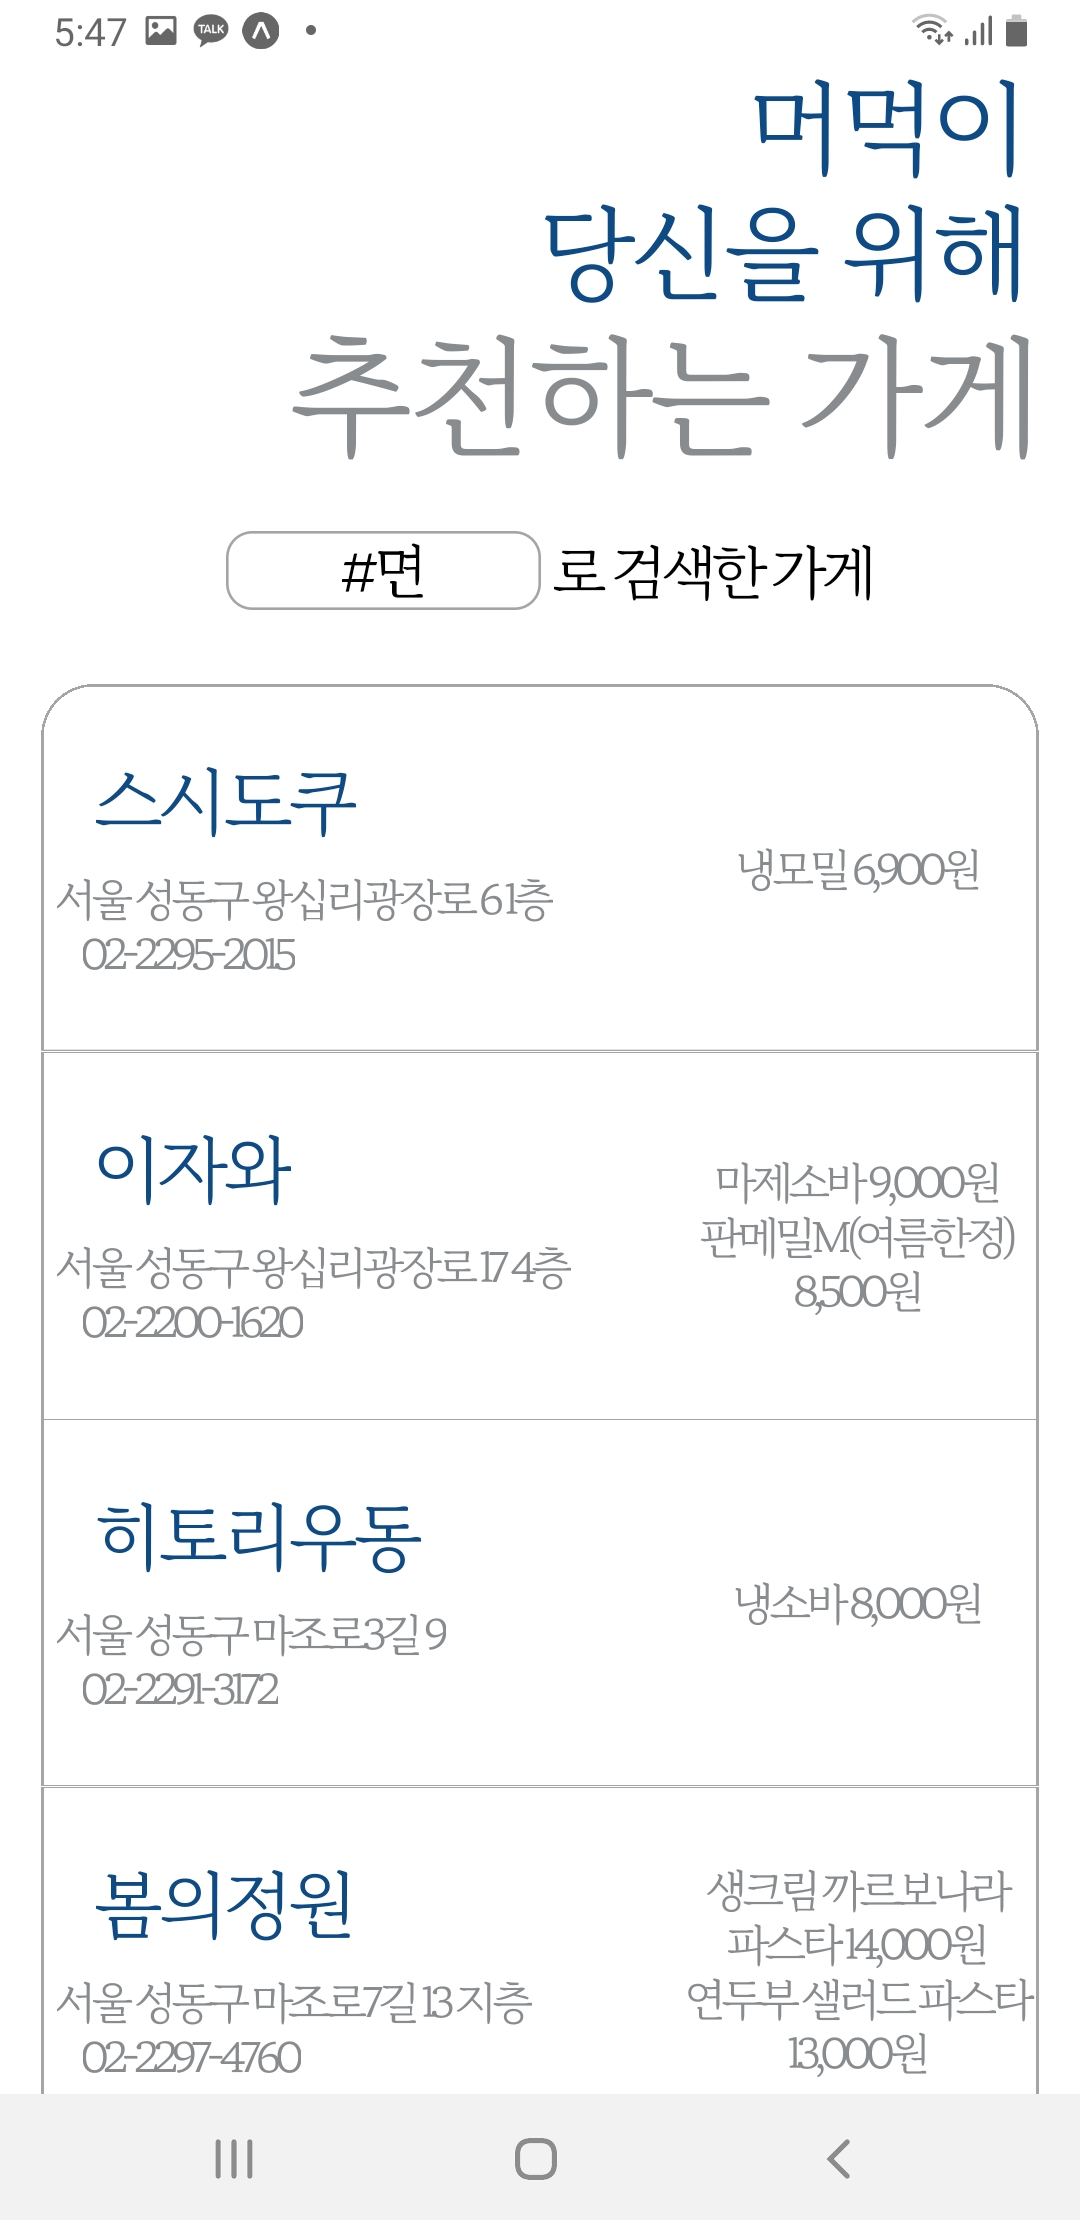 5:47
TALK
머먹이
당신을 위해
추천하는 가게
#면 로 검색한 가게
스시도쿠
냉모밀 6,900원
서울 성동구 왕십리광장로 6 1층
02-2295-2015
이자와
마제소바 9,000원
판메밀M(여름한정)
8,500원
서울 성동구 왕십리광장로 17 4층
02-2200-1620
히토리우동
냉소바 8,000원
서울 성동구 마조로3길 9
02-2291-3172
봄의정원
생크림 까르보나라
파스타 14,000원
연두부 샐러드 파스타
13,000원
서울 성동구 마조로7길 13 지층
02-2297-4760